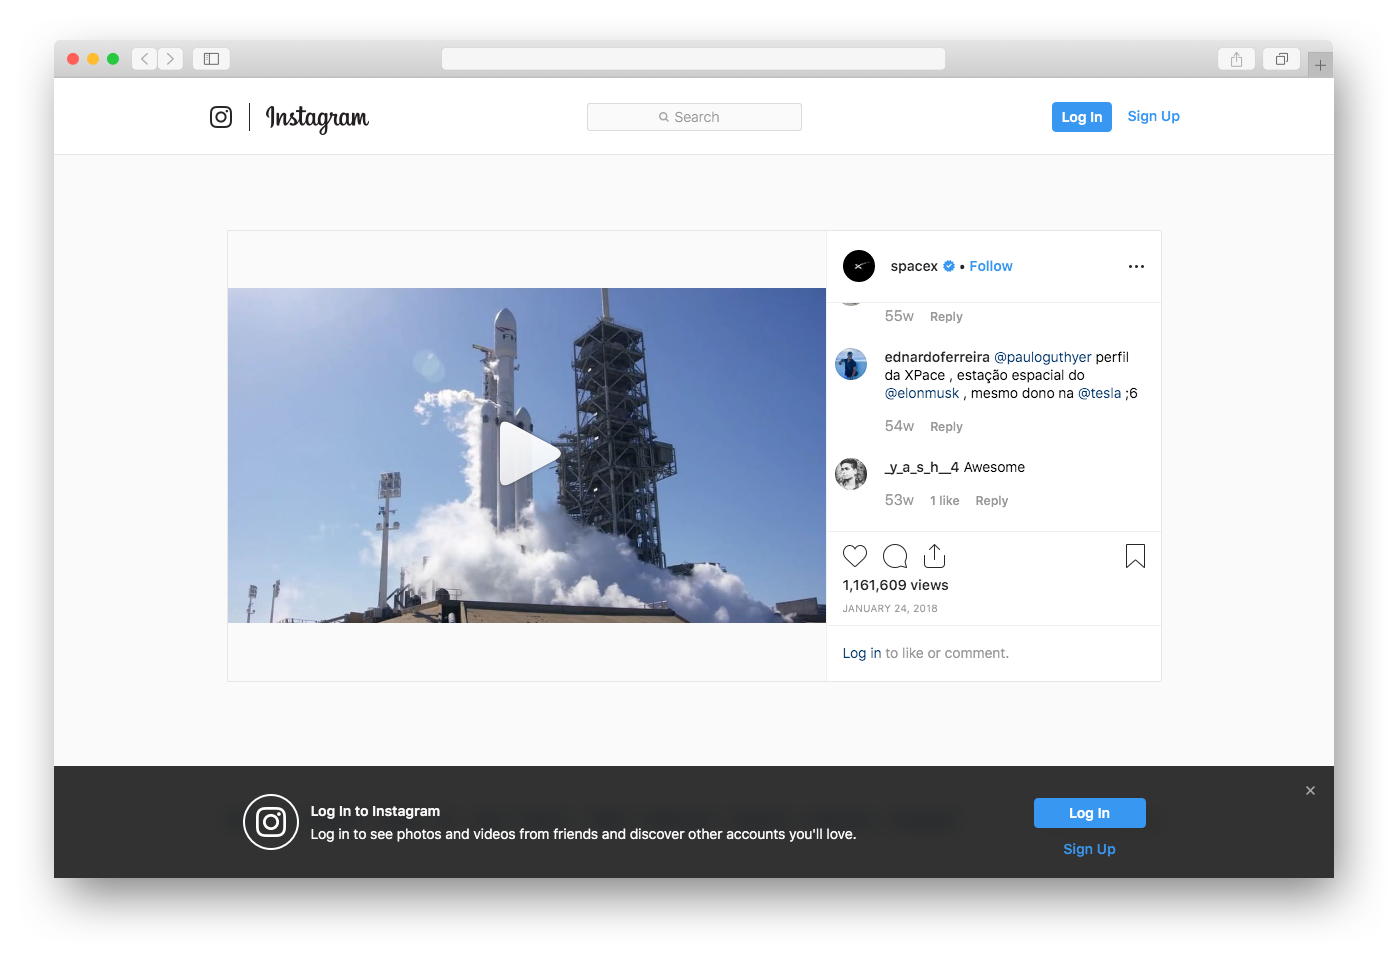 Instagram
Search
Log In
Sign Up
spacex • Follow
55w Reply
ednardoferreira @pauloguthyer perfil
da XPace , estação espacial do
@elonmusk , mesmo dono na @tesla ;6
54w Reply
_y_a_s_h__4 Awesome
53w 1 like Reply
1,161,609 views
JANUARY 24, 2018
Log in to like or comment.
Log In to Instagram
Log in to see photos and videos from friends and discover other accounts you'll love.
Log In
Sign Up